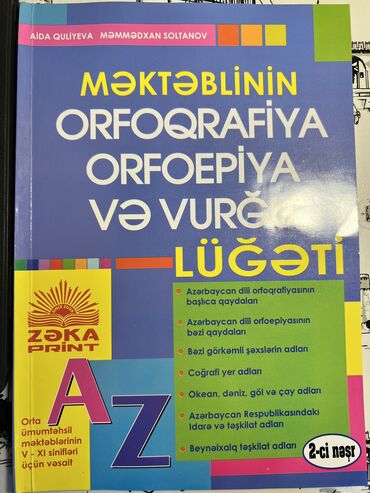 AİDA QULİYEVA MƏMMƏDXAN SOLTANOV
MƏKTƏBLİNİN
ORFOQRAFİYA
ORFOEPİYA
VƏ VURĞU
LÜĞƏTİ
ZƏKA
PRINT
A Z
Orta
ümumtəhsil
məktəblərinin
V - XI sinifləri
üçün vəsait
Azərbaycan dili orfoqrafiyasının
başlıca qaydaları
Azərbaycan dili orfoepiyasının
bəzi qaydaları
Bəzi görkəmli şəxslərin adları
Coğrafi yer adları
Okean, dəniz, göl və çay adları
Azərbaycan Respublikasındakı
İdarə və təşkilat adları
Beynəlxalq təşkilat adları
2-ci nəşr